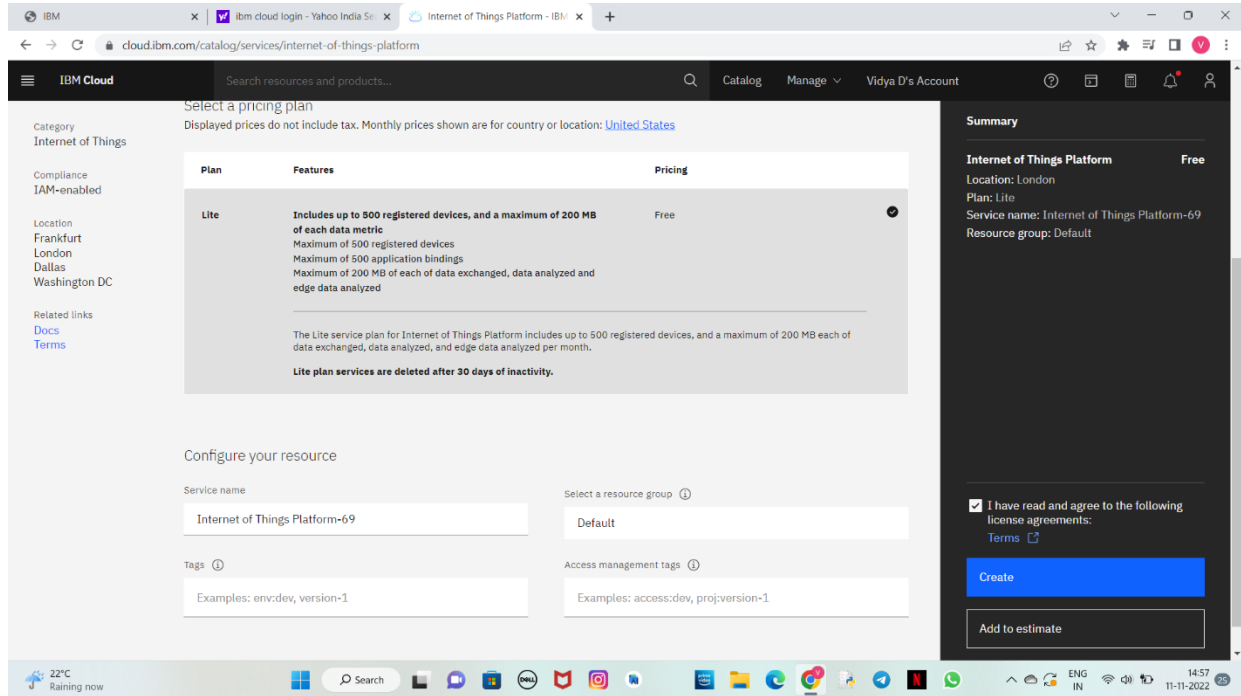 IBM
ibm cloud login - Yahoo India Se
Internet of Things Platform - IBM
cloud.ibm.com/catalog/services/internet-of-things-platform
V
IBM Cloud
Search resources and products...
Catalog
Manage
Vidya D's Account
Category
Internet of Things
Compliance
IAM-enabled
Location
Frankfurt
London
Dallas
Washington DC
Related links
Docs
Terms
Select a pricing plan
Displayed prices do not include tax. Monthly prices shown are for country or location: United States
Plan Features Pricing
Lite
Includes up to 500 registered devices, and a maximum of 200 MB
of each data metric
Maximum of 500 registered devices
Maximum of 500 application bindings
Maximum of 200 MB of each of data exchanged, data analyzed and
edge data analyzed
Free
The Lite service plan for Internet of Things Platform includes up to 500 registered devices, and a maximum of 200 MB each of
data exchanged, data analyzed, and edge data analyzed per month.
Lite plan services are deleted after 30 days of inactivity.
Configure your resource
Service name
Internet of Things Platform-69
Select a resource group
Default
Tags
Examples: env:dev, version-1
Access management tags
Examples: access:dev, proj:version-1
Summary
Internet of Things Platform Free
Location: London
Plan: Lite
Service name: Internet of Things Platform-69
Resource group: Default
I have read and agree to the following
license agreements:
Terms
Create
Add to estimate
22°C
Raining now
Search
DELL
prime video
N
ENG
IN
14:57
11-11-2022
25